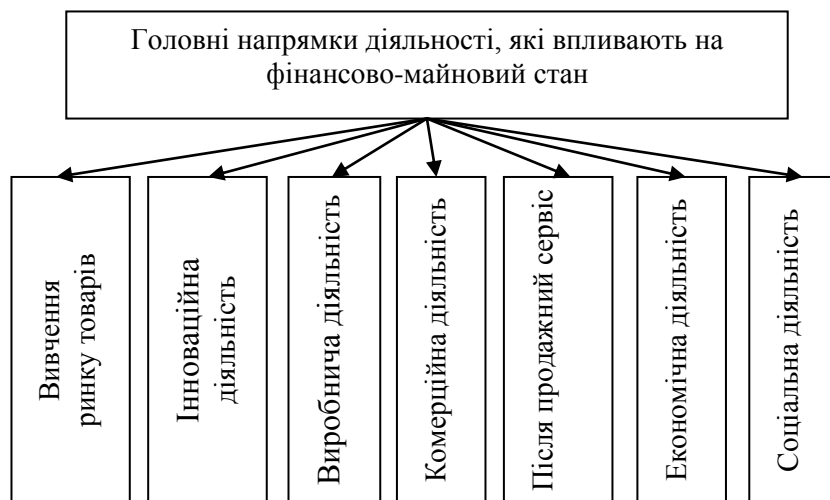 Головні напрямки діяльності, які впливають на
фінансово-майновий стан
Вивчення
ринку товарів
Інноваційна
діяльність
Виробнича діяльність
Комерційна діяльність
Після продажний сервіс
Економічна діяльність
Соціальна діяльність